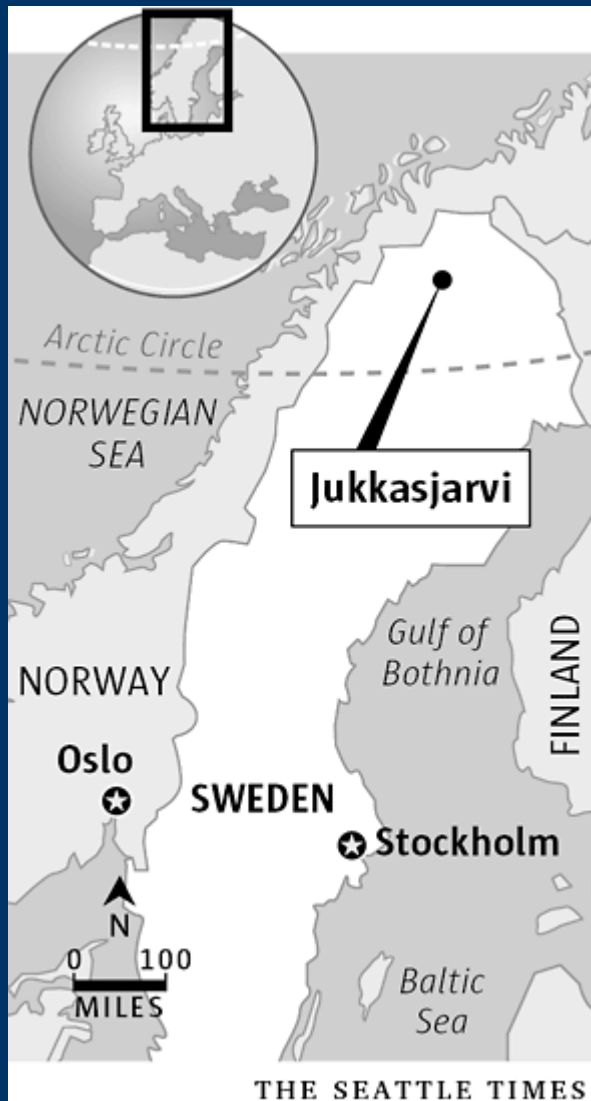 Arctic Circle
NORWEGIAN
SEA
Jukkasjarvi
Gulf of
Bothnia
FINLAND
NORWAY
Oslo
SWEDEN
Stockholm
N
0 100
MILES
Baltic
Sea
THE SEATTLE TIMES